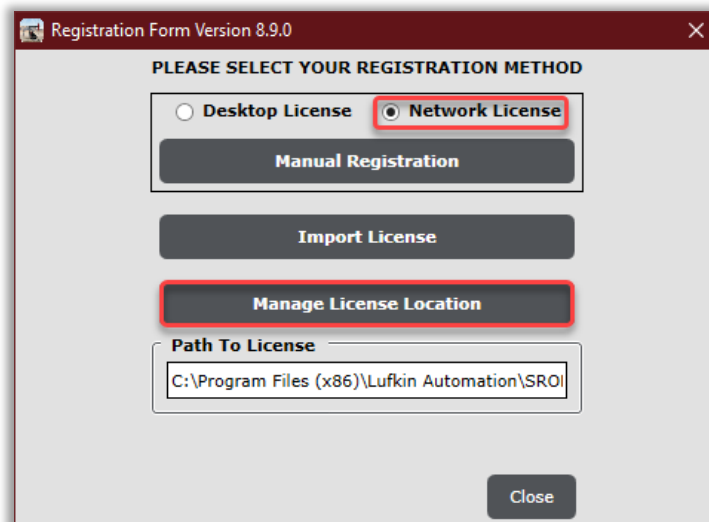 Registration Form Version 8.9.0
PLEASE SELECT YOUR REGISTRATION METHOD
Desktop License Network License
Manual Registration
Import License
Manage License Location
Path To License
C:\Program Files (x86)\Lufkin Automation\SROI
Close